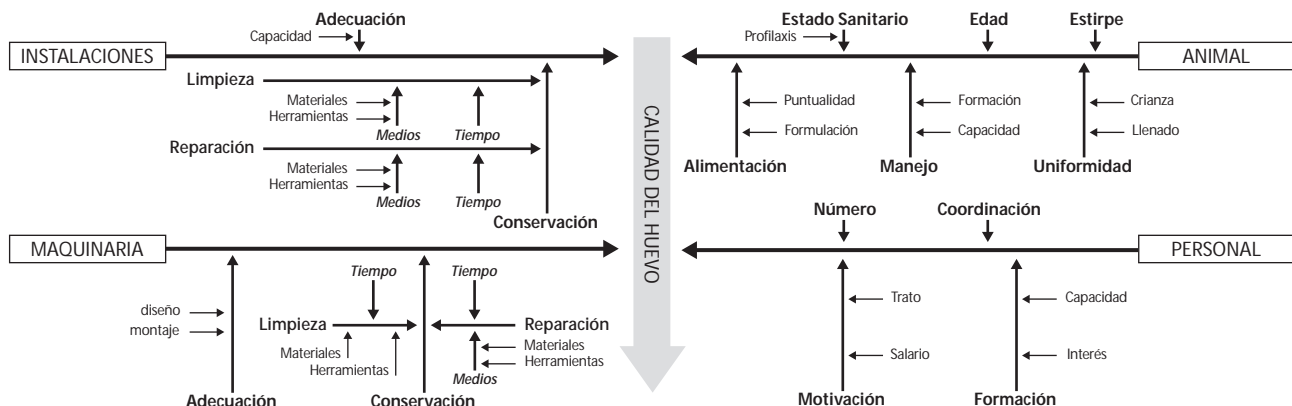 Adecuación
Capacidad
INSTALACIONES
Limpieza
Materiales
Herramientas
Medios
Tiempo
Reparación
Materiales
Herramientas
Medios
Tiempo
Conservación
MAQUINARIA
Tiempo
Tiempo
diseño
montaje
Limpieza
Reparación
Materiales
Herramientas
Materiales
Herramientas
Medios
Adecuación
Conservación
CALIDAD DEL HUEVO
Estado Sanitario
Edad
Estirpe
Profilaxis
ANIMAL
Puntualidad
Formación
Crianza
Formulación
Capacidad
Llenado
Alimentación
Manejo
Uniformidad
Número
Coordinación
PERSONAL
Trato
Capacidad
Salario
Interés
Motivación
Formación